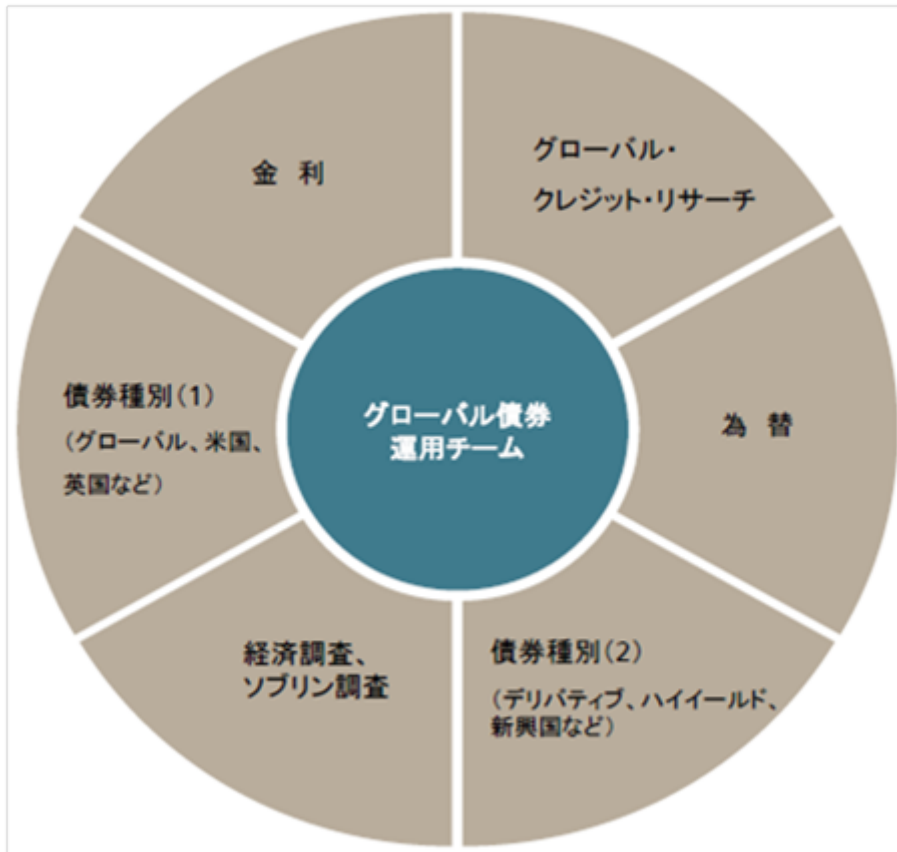 金 利
グローバル・
クレジット・リサーチ
債券種別(1)
(グローバル、米国、
英国など)
グローバル債券
運用チーム
為 替
経済調査、
ソブリン調査
債券種別(2)
(デリバティブ、ハイイールド、
新興国など)